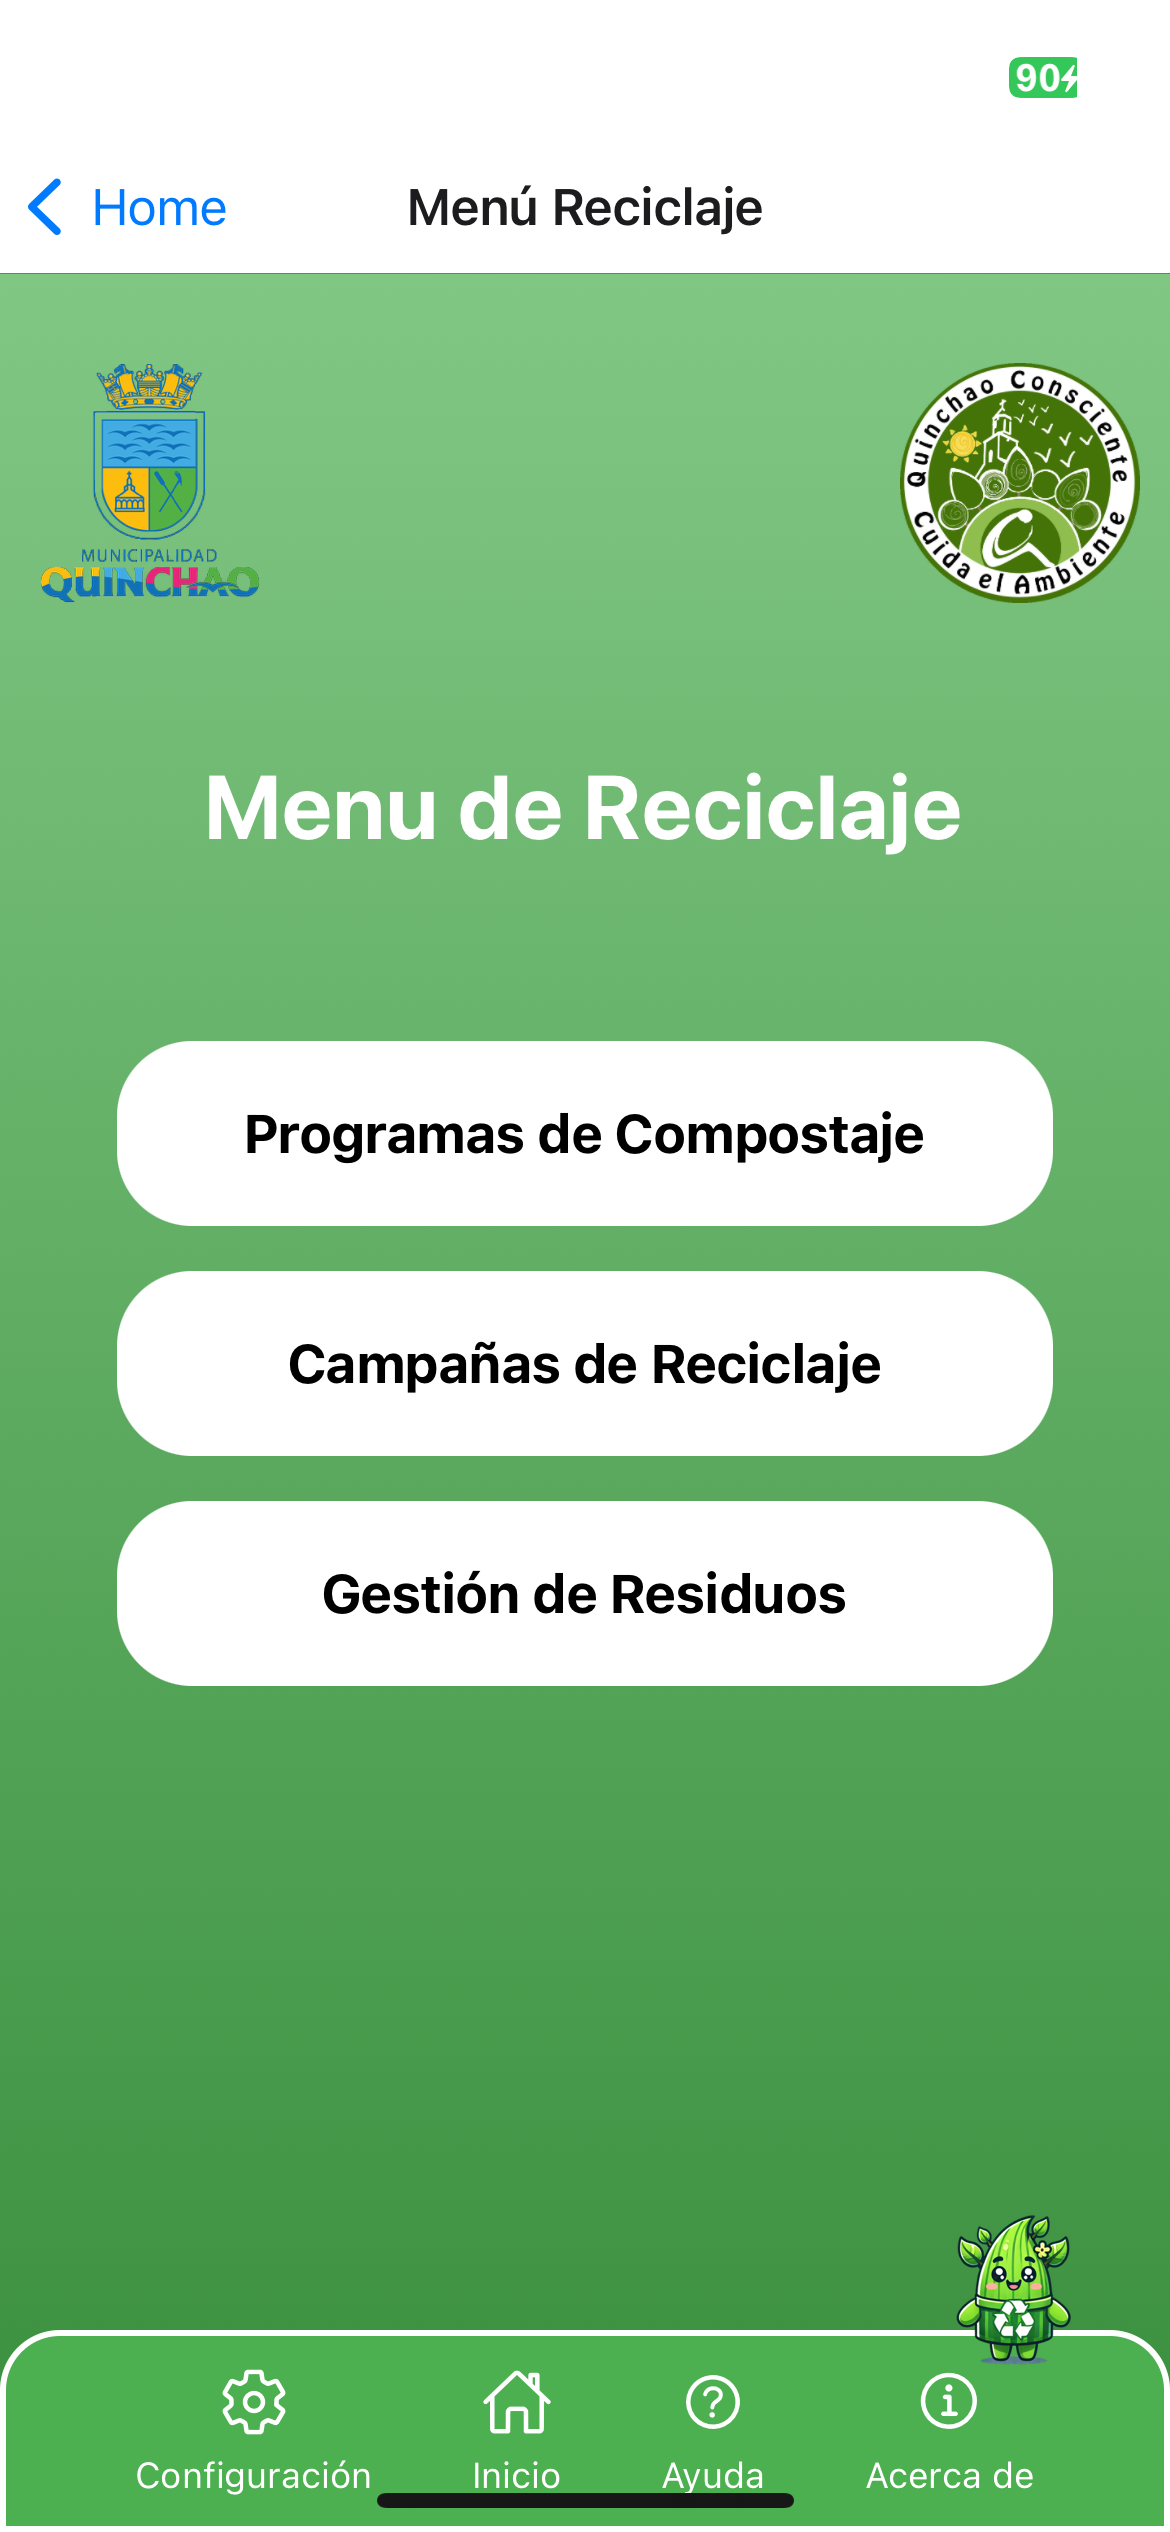 90
Home
Menú Reciclaje
MUNICIPALIDAD
QUINCHAO
Quinchao Consciente
Cuida el Ambiente
Menu de Reciclaje
Programas de Compostaje
Campañas de Reciclaje
Gestión de Residuos
Configuración
Inicio
Ayuda
Acerca de